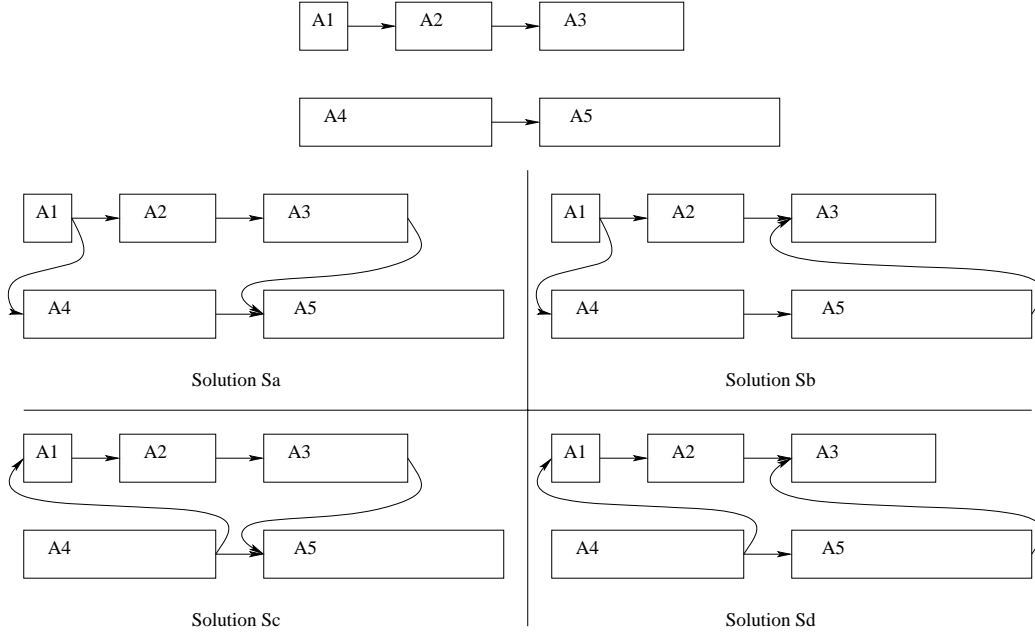 A1 A2 A3
A4 A5
A1 A2 A3
A4 A5
Solution Sa
A1 A2 A3
A4 A5
Solution Sb
A1 A2 A3
A4 A5
Solution Sc
A1 A2 A3
A4 A5
Solution Sd